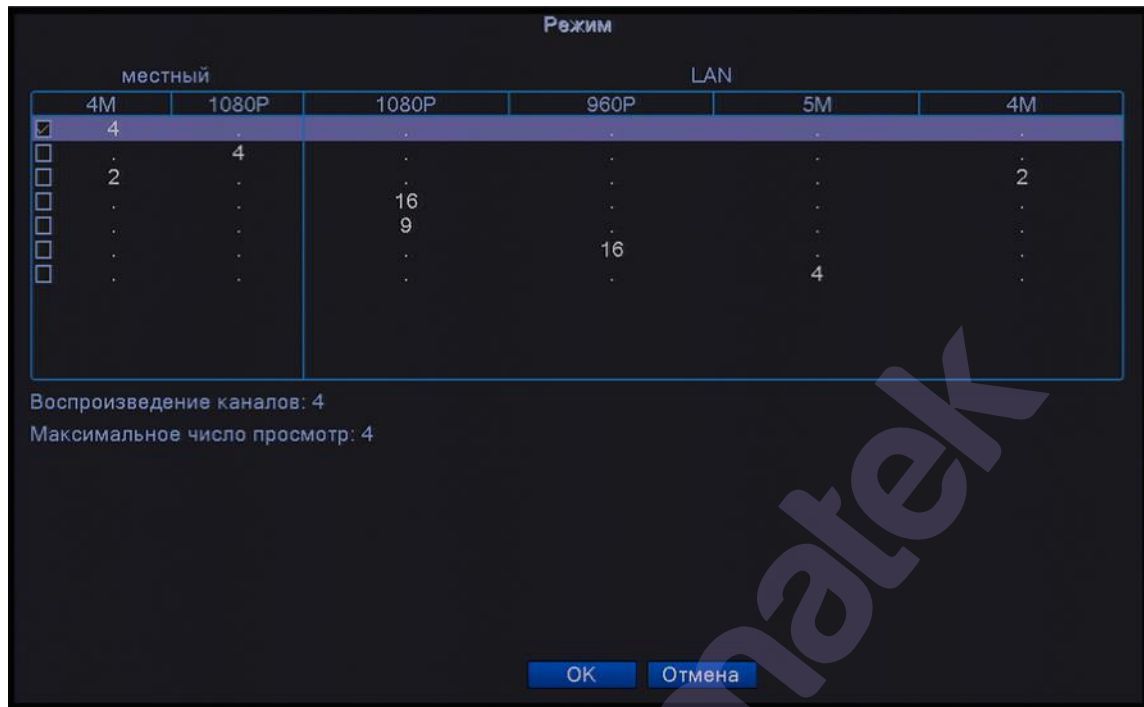 Режим
местный LAN
4M 1080P 1080P 960P 5M 4M
4 . . . . .
. 4 . . . .
2 . . . . 2
. . 16 . . .
. . 9 . . .
. . . 16 . .
. . . . 4 .
Воспроизведение каналов: 4
Максимальное число просмотр: 4
OK Отмена